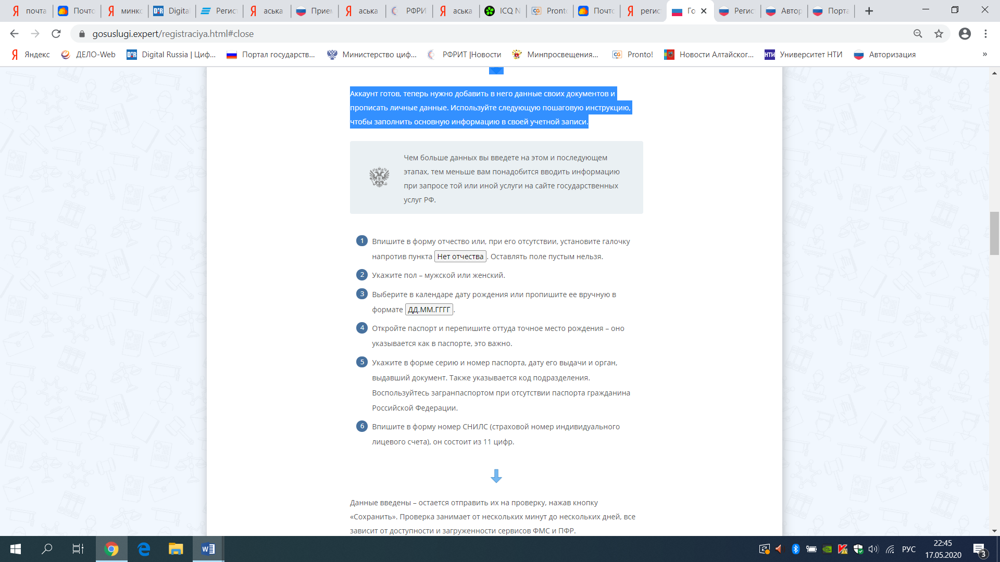 почта
Почто
минко
Digital
Регист
аська
Прием
аська
РФРИ
аська
ICQ N
Pronto
Почто
регис
Го
Регис
Автор
Порта
gosuslugi.expert/registraciya.html#close
Яндекс
ДЕЛО-Web
Digital Russia | Циф...
Портал государств...
Министерство циф...
РФРИТ |Новости
Минпросвещения...
Pronto!
Новости Алтайског...
Университет НТИ
Авторизация
»
Аккаунт готов, теперь нужно добавить в него данные своих документов и
прописать личные данные. Используйте следующую пошаговую инструкцию,
чтобы заполнить основную информацию в своей учетной записи.
Чем больше данных вы введете на этом и последующем
этапах, тем меньше вам понадобится вводить информацию
при запросе той или иной услуги на сайте государственных
услуг РФ.
1 Впишите в форму отчество или, при его отсутствии, установите галочку
напротив пункта Нет отчества. Оставлять поле пустым нельзя.
2 Укажите пол – мужской или женский.
3 Выберите в календаре дату рождения или пропишите ее вручную в
формате ДД.ММ.ГГГГ.
4 Откройте паспорт и перепишите оттуда точное место рождения – оно
указывается как в паспорте, это важно.
5 Укажите в форме серию и номер паспорта, дату его выдачи и орган,
выдавший документ. Также указывается код подразделения.
Воспользуйтесь загранпаспортом при отсутствии паспорта гражданина
Российской Федерации.
6 Впишите в форму номер СНИЛС (страховой номер индивидуального
лицевого счета), он состоит из 11 цифр.
Данные введены – остается отправить их на проверку, нажав кнопку
«Сохранить». Проверка занимает от нескольких минут до нескольких дней, все
зависит от доступности и загруженности сервисов ФМС и ПФР.
РУС
22:45
17.05.2020
3